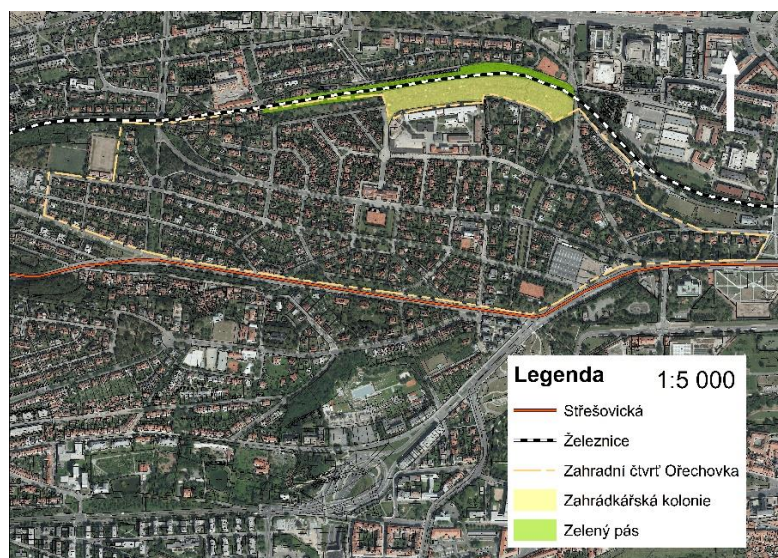 Legenda 1:5 000
Střešovická
Železnice
Zahradní čtvrť Ořechovka
Zahrádkářská kolonie
Zelený pás